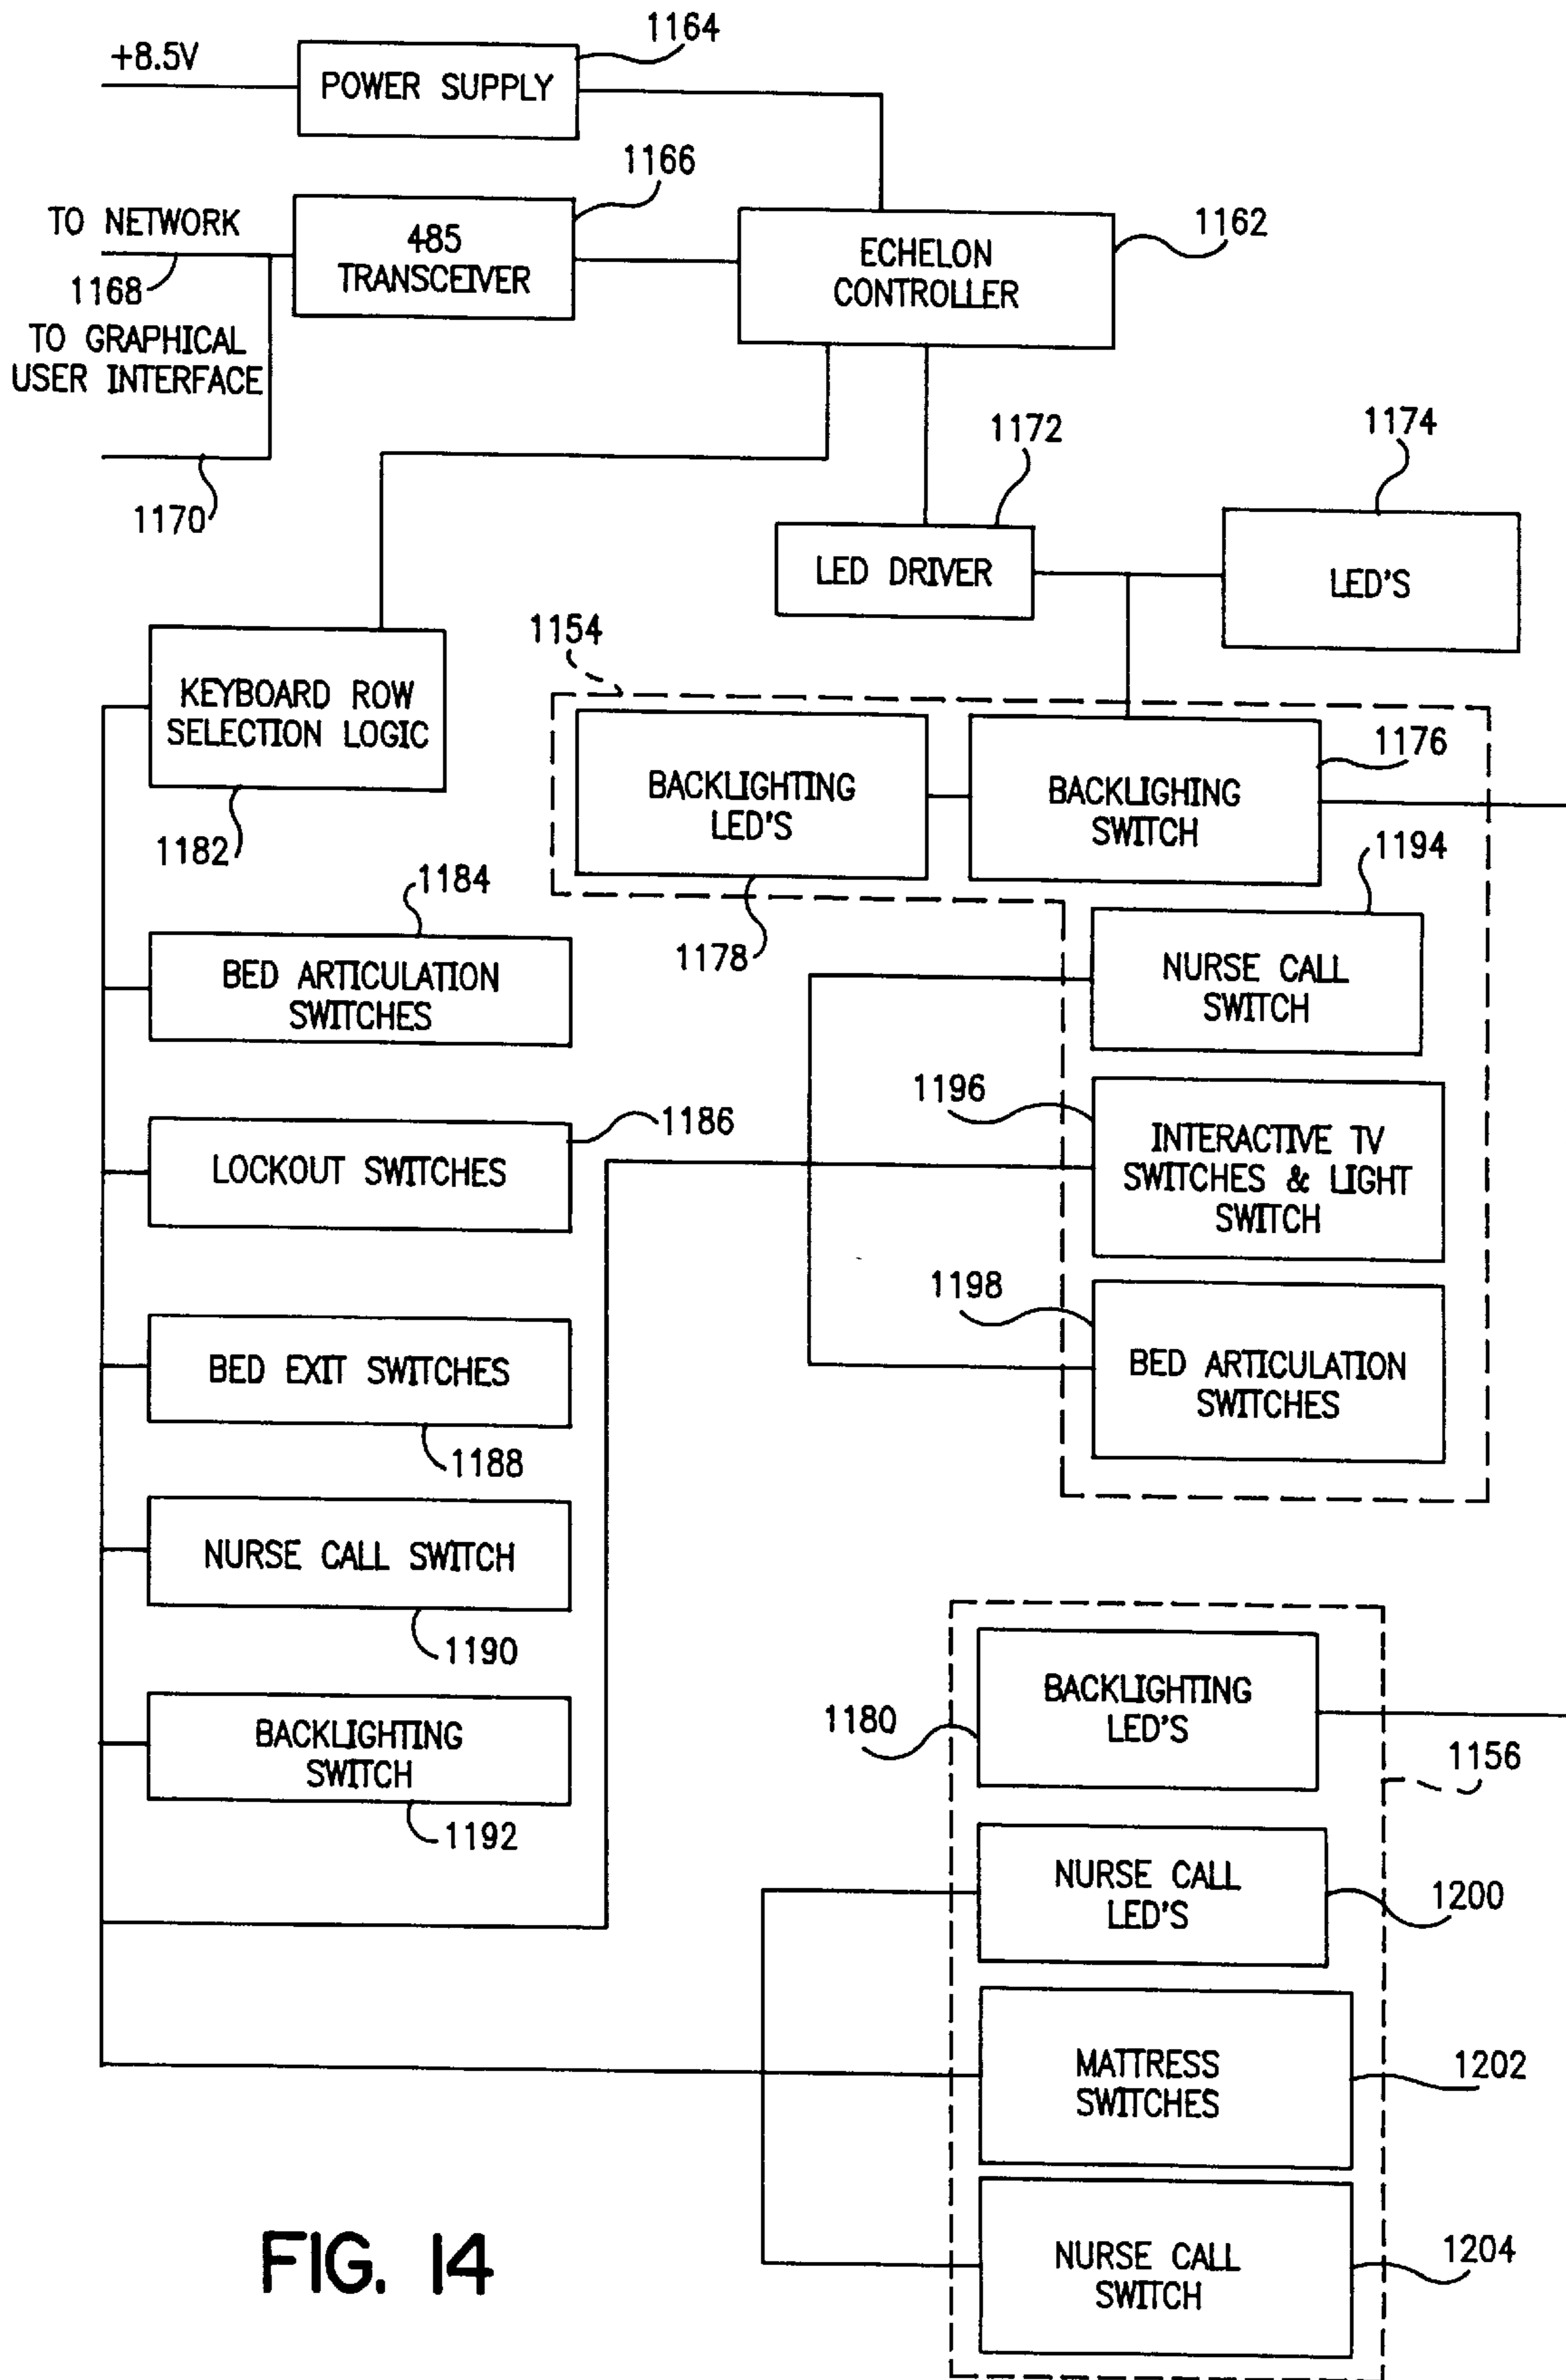 1164
+8.5V
POWER SUPPLY
1166
TO NETWORK
485
TRANSCEIVER
1162
ECHELON
CONTROLLER
1168
TO GRAPHICAL
USER INTERFACE
1170
1172
1174
LED DRIVER
LED'S
1154
KEYBOARD ROW
SELECTION LOGIC
1176
BACKLIGHTING
LED'S
BACKLIGHING
SWITCH
1182
1194
1184
1178
BED ARTICULATION
SWITCHES
NURSE CALL
SWITCH
1196
1186
LOCKOUT SWITCHES
INTERACTIVE TV
SWITCHES & LIGHT
SWITCH
1198
BED EXIT SWITCHES
BED ARTICULATION
SWITCHES
1188
NURSE CALL SWITCH
1190
BACKLIGHTING
LED'S
1180
1156
BACKLIGHTING
SWITCH
1192
NURSE CALL
LED'S
1200
MATTRESS
SWITCHES
1202
NURSE CALL
SWITCH
1204
FIG. 14